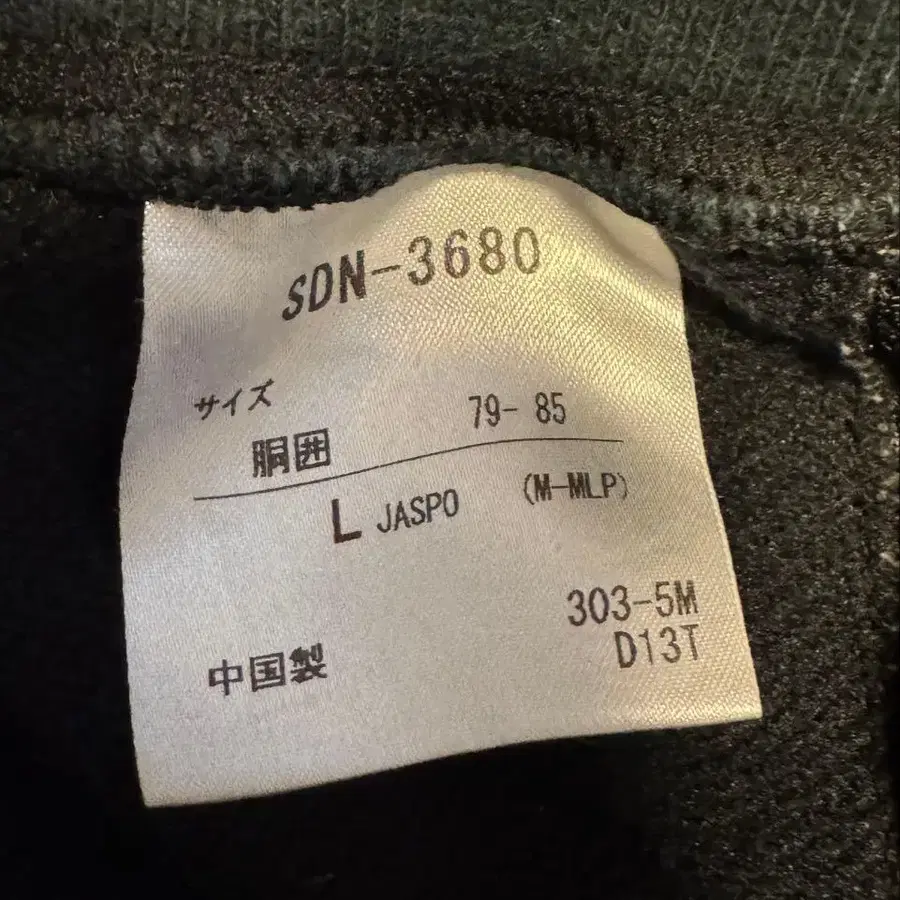 SDN-3680
サイズ
胴囲 79-85
L JASPO (M-MLP)
303-5M
D13T
中国製